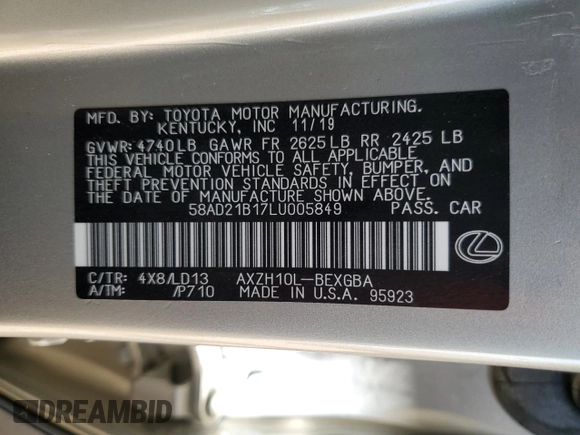 MFD. BY: TOYOTA MOTOR MANUFACTURING.
KENTUCKY, INC 11/19
GVWR: 4740LB GAWR FR 2625LB RR 2425 LB
THIS VEHICLE CONFORMS TO ALL APPLICABLE
FEDERAL MOTOR VEHICLE SAFETY, BUMPER, AND
THEFT PREVENTION STANDARDS IN EFFECT ON
THE DATE OF MANUFACTURE SHOWN ABOVE.
58AD21B17LU005849 PASS. CAR
C/TR: 4X8/LD13 AXZH10L-BEXGBA
A/TM: /P710 MADE IN U.S.A. 95923
DREAMBID